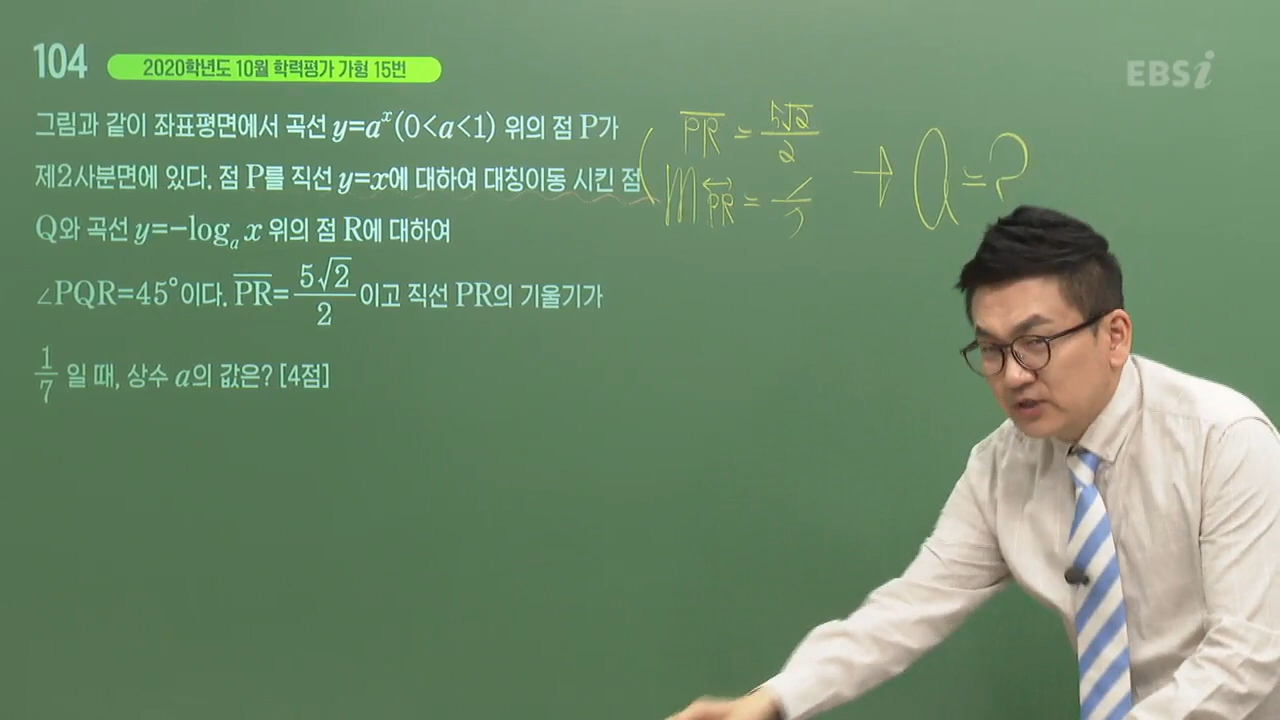 104 2020학년도 10월 학력평가 가형 15번
EBSi
그림과 같이 좌표평면에서 곡선 y=aˣ(0<a<1) 위의 점 P가
제2사분면에 있다. 점 P를 직선 y=x에 대하여 대칭이동 시킨 점
Q와 곡선 y=−logₐx 위의 점 R에 대하여
∠PQR=45°이다. PR=5√2/2이고 직선 PR의 기울기가
1/7 일 때, 상수 a의 값은? [4점]
PR = 5√2/2
m PR = 1/7 → a=?